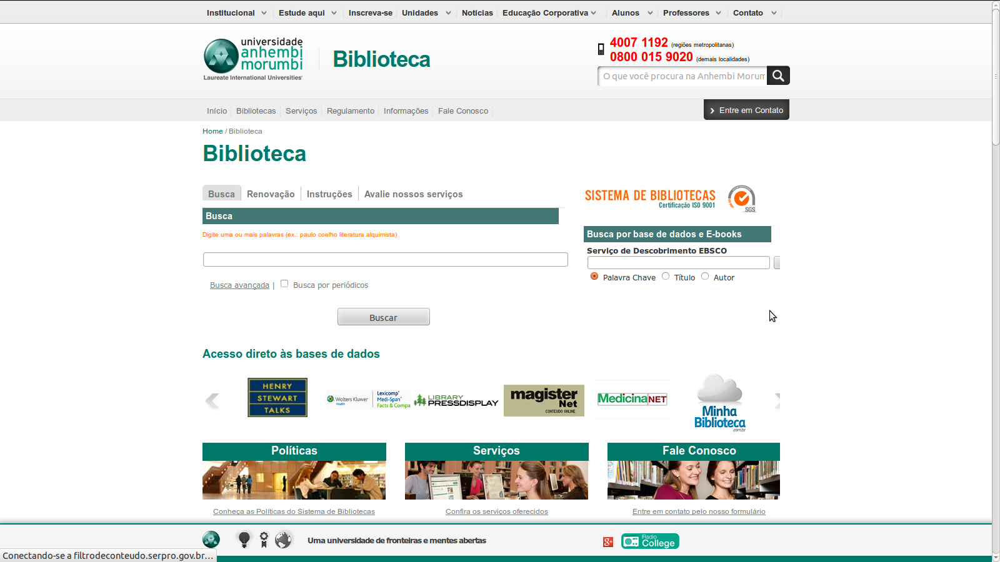 Institucional Estude aqui Inscreva-se Unidades Notícias Educação Corporativa Alunos Professores Contato
universidade
anhembi
morumbi
Laureate International Universities
Biblioteca
4007 1192 (regiões metropolitanas)
0800 015 9020 (demais localidades)
O que você procura na Anhembi Morum
Início Bibliotecas Serviços Regulamento Informações Fale Conosco
Entre em Contato
Home / Biblioteca
Biblioteca
Busca Renovação Instruções Avalie nossos serviços
SISTEMA DE BIBLIOTECAS
Certificação ISO 9001
SGS
Busca
Digite uma ou mais palavras (ex.: paulo coelho literatura alquimista)
Busca por base de dados e E-books
Serviço de Descobrimento EBSCO
Palavra Chave Título Autor
Busca avançada | Busca por periódicos
Buscar
Acesso direto às bases de dados
HENRY
STEWART
TALKS
Wolters Kluwer
Health
Lexicomp®
Medi-Span®
Facts & Compa
LIBRARY
PRESSDISPLAY
magister
Net
CONTEUDO ONLINE
MedicinaNET
Minha
Biblioteca
.com.br
Políticas
Serviços
Fale Conosco
Conheça as Políticas do Sistema de Bibliotecas
Confira os serviços oferecidos
Entre em contato pelo nosso formulário
Uma universidade de fronteiras e mentes abertas
g+
Radio
College
Conectando-se a filtrodeconteudo.serpro.gov.br...